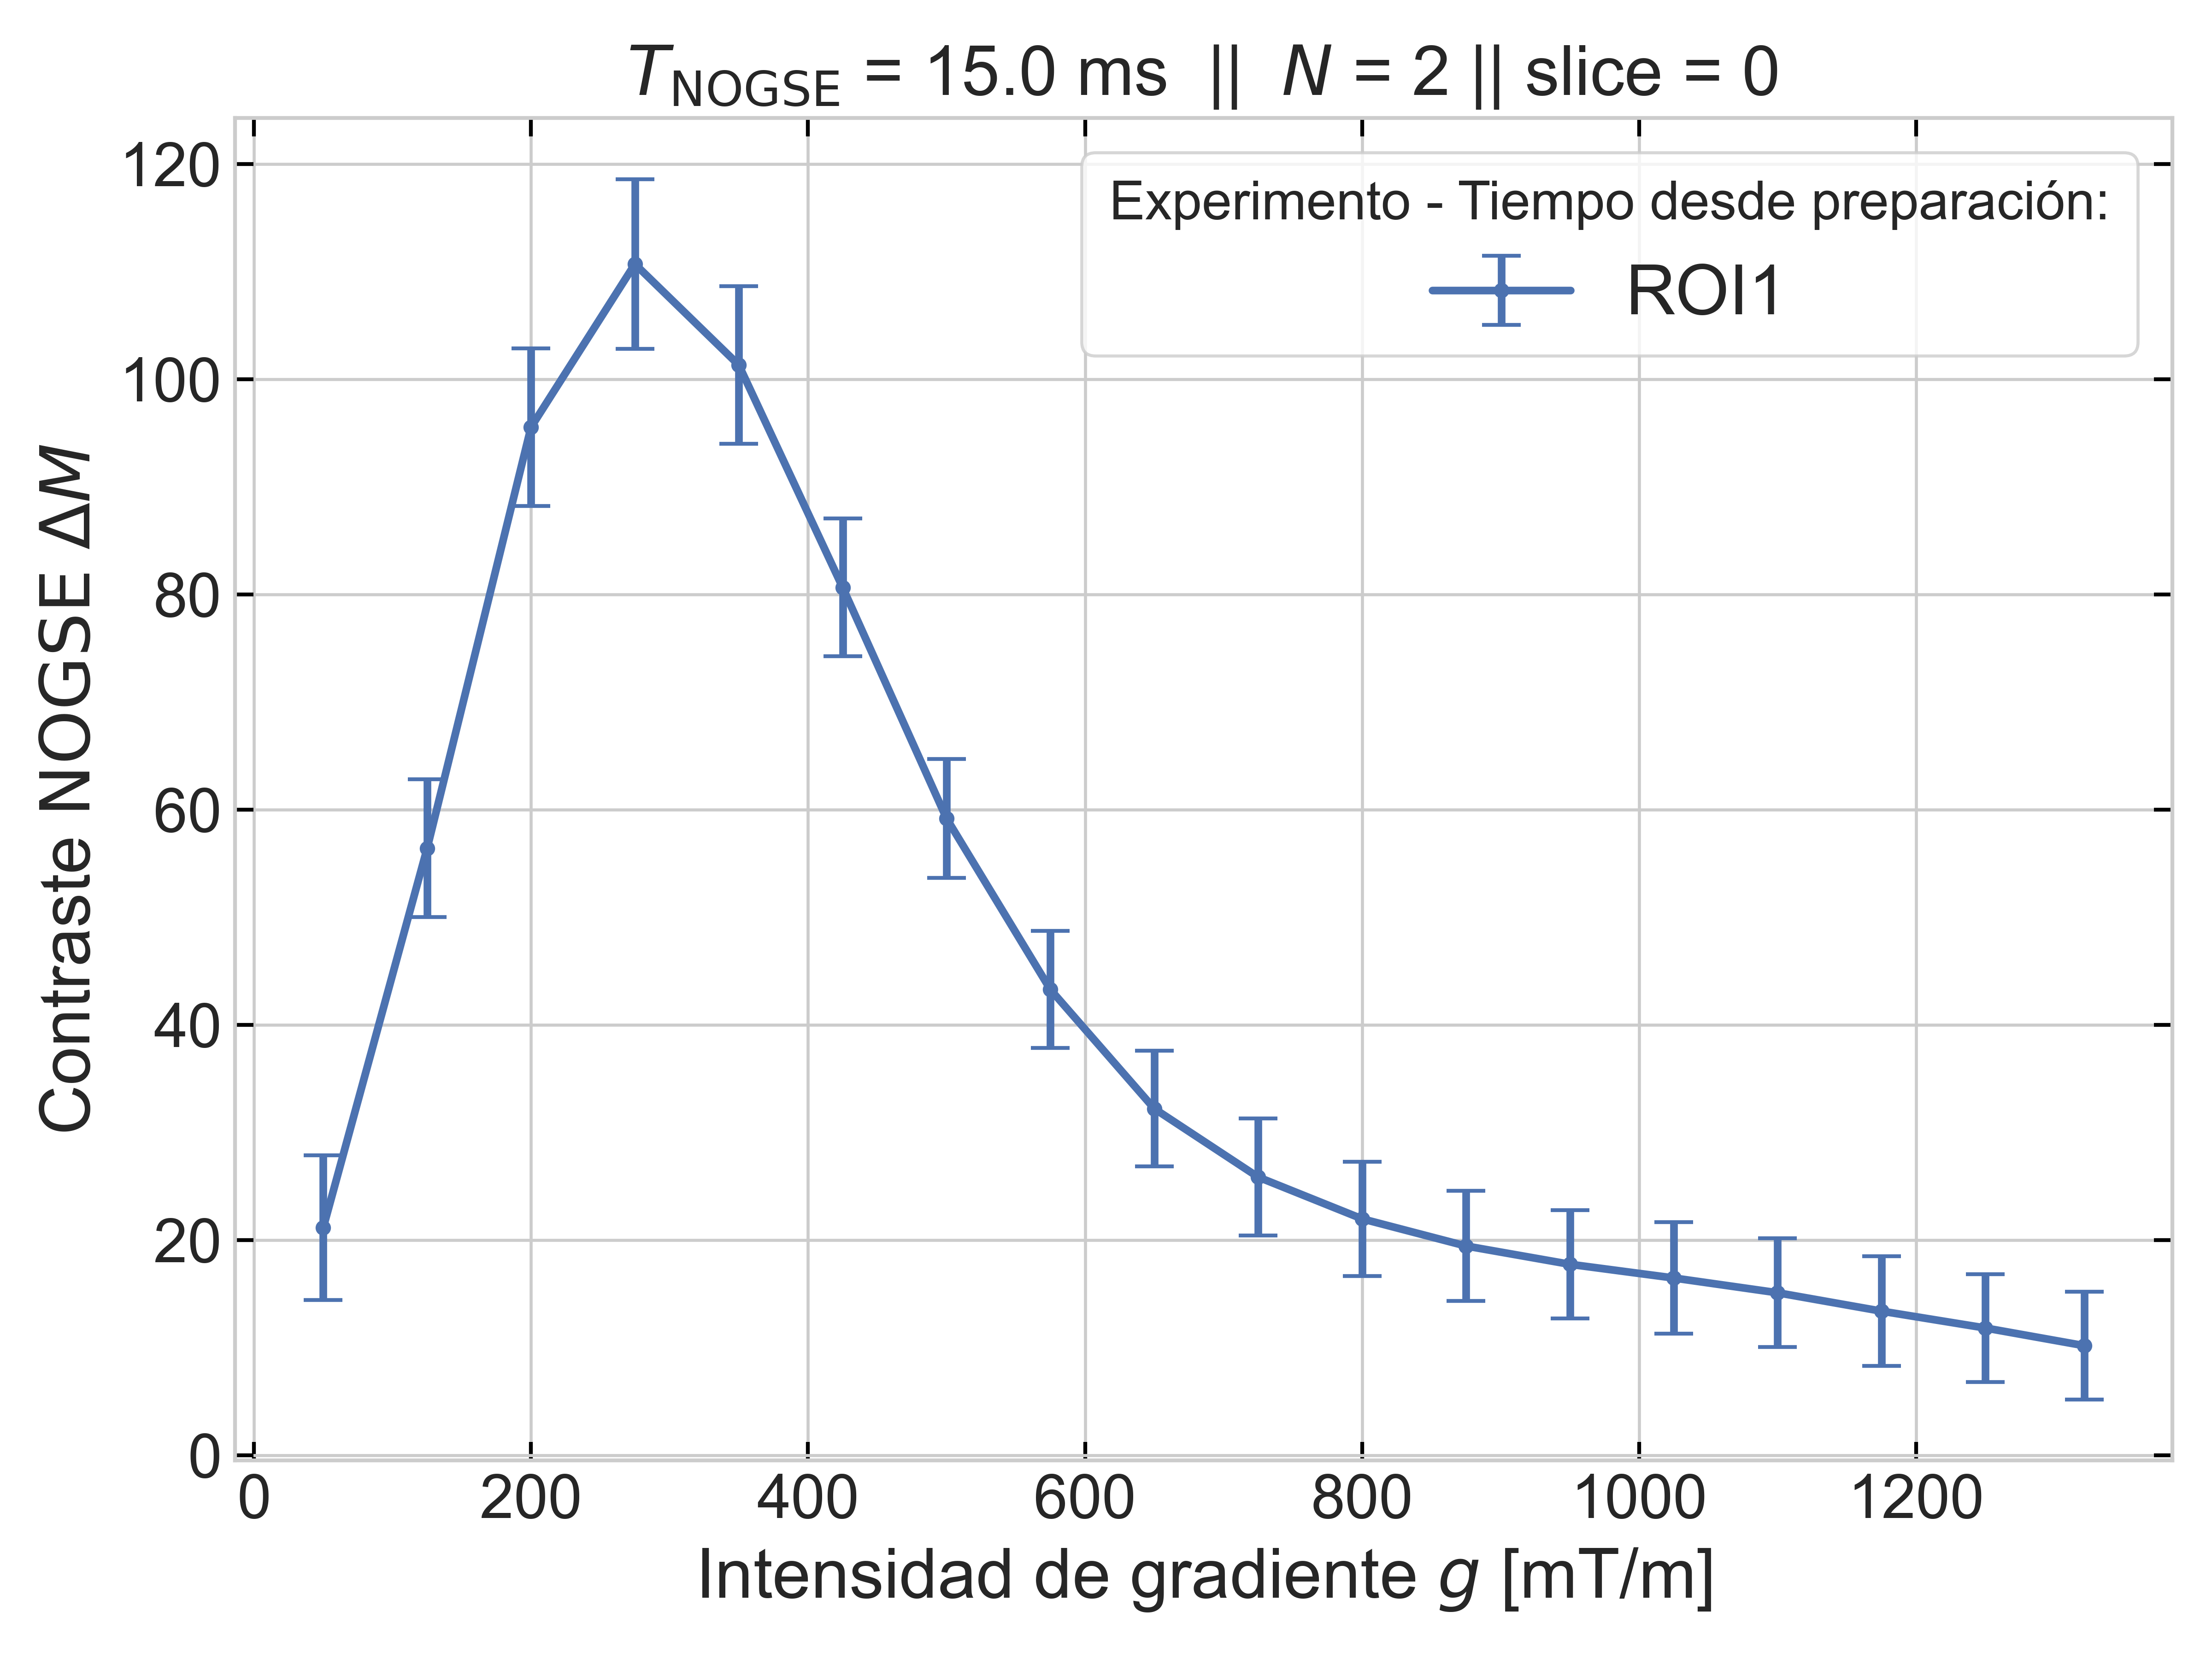 T_NOGSE = 15.0 ms || N = 2 || slice = 0
Contraste NOGSE ΔM
120
100
80
60
40
20
0
Experimento - Tiempo desde preparación:
ROI1
0 200 400 600 800 1000 1200
Intensidad de gradiente g [mT/m]